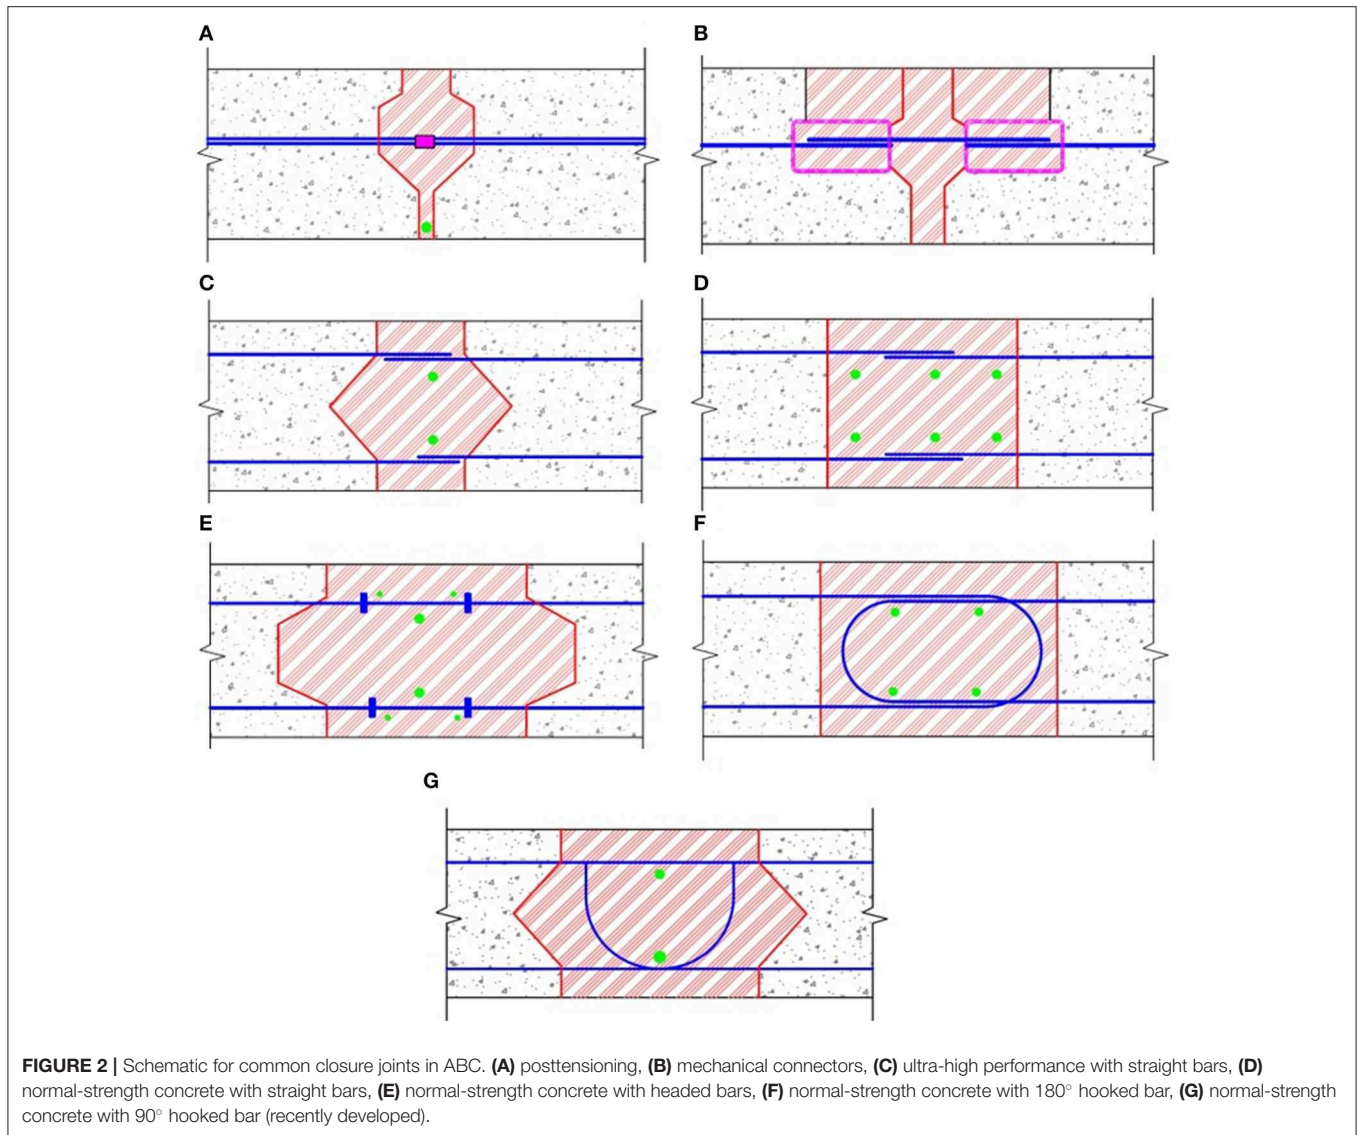 A
B
C
D
E
F
G
FIGURE 2 | Schematic for common closure joints in ABC. (A) posttensioning, (B) mechanical connectors, (C) ultra-high performance with straight bars, (D)
normal-strength concrete with straight bars, (E) normal-strength concrete with headed bars, (F) normal-strength concrete with 180° hooked bar, (G) normal-strength
concrete with 90° hooked bar (recently developed).